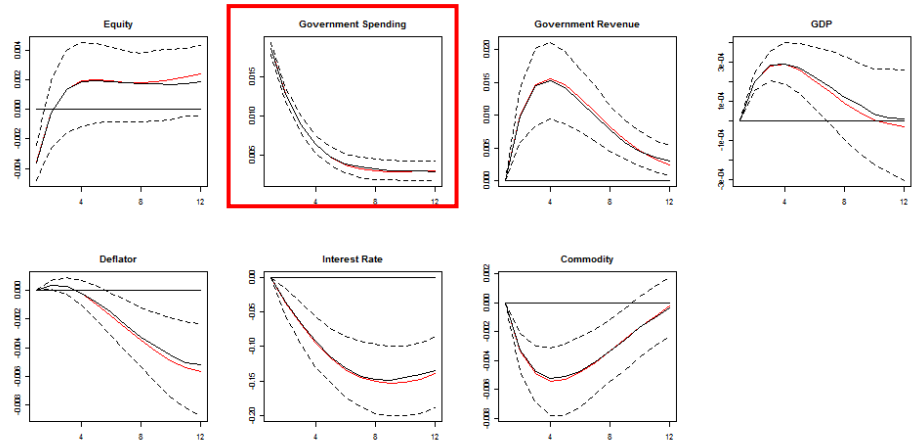 Equity
0.004
0.002
0.000
-0.002
-0.004
4 8 12
Government Spending
0.015
0.005
4 8 12
Government Revenue
0.020
0.015
0.010
0.005
0.000
4 8 12
GDP
3e-04
1e-04
-1e-04
-3e-04
4 8 12
Deflator
0.000
-0.002
-0.004
-0.006
-0.008
4 8 12
Interest Rate
0.00
-0.05
-0.10
-0.15
-0.20
4 8 12
Commodity
0.002
0.000
-0.002
-0.004
-0.006
-0.008
4 8 12